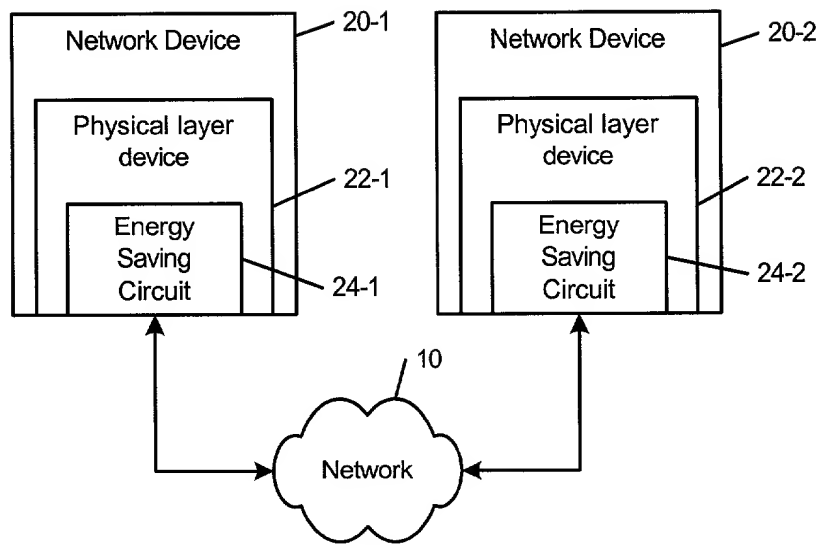 Network Device
20-1
Physical layer
device
22-1
Energy
Saving
Circuit
24-1
Network Device
20-2
Physical layer
device
22-2
Energy
Saving
Circuit
24-2
10
Network